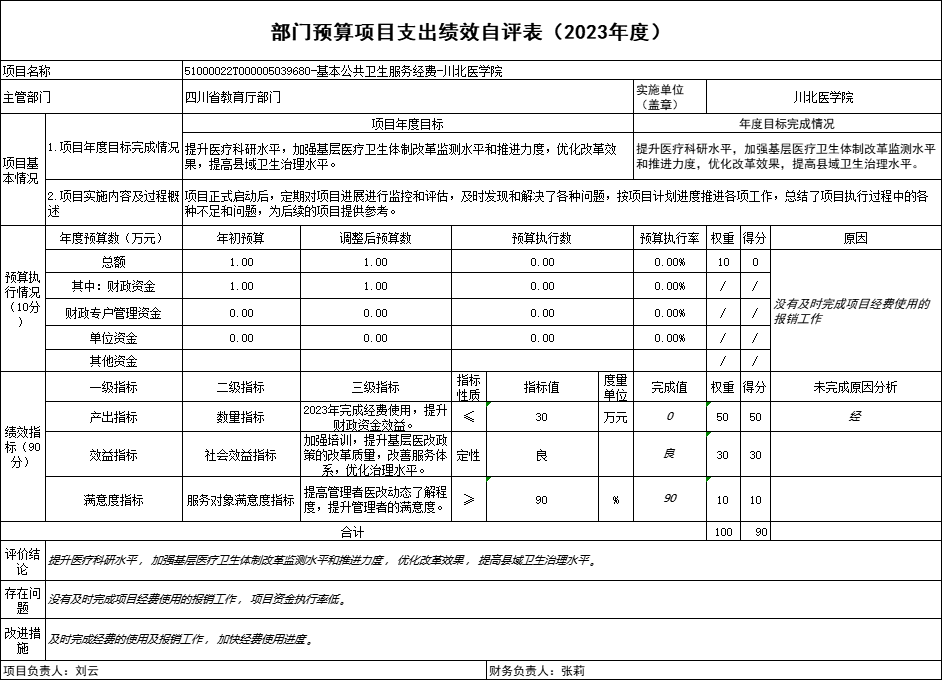 部门预算项目支出绩效自评表（2023年度）
项目名称 51000022T000005039680-基本公共卫生服务经费-川北医学院
主管部门 四川省教育厅部门 实施单位（盖章） 川北医学院
项目基本情况
1.项目年度目标完成情况
项目年度目标 年度目标完成情况
提升医疗科研水平，加强基层医疗卫生体制改革监测水平和推进力度，优化改革效
果，提高县域卫生治理水平。
提升医疗科研水平，加强基层医疗卫生体制改革监测水平
和推进力度，优化改革效果，提高县域卫生治理水平。
2.项目实施内容及过程概述
项目正式启动后，定期对项目进展进行监控和评估，及时发现和解决了各种问题，按项目计划进度推进各项工作，总结了项目执行过程中的各
种不足和问题，为后续的项目提供参考。
预算执行情况（10分）
年度预算数（万元） 年初预算 调整后预算数 预算执行数 预算执行率 权重 得分 原因
总额 1.00 1.00 0.00 0.00% 10 0
其中：财政资金 1.00 1.00 0.00 0.00% / /
财政专户管理资金 0.00 0.00 0.00 0.00% / /
单位资金 0.00 0.00 0.00 0.00% / /
其他资金 / /
没有及时完成项目经费使用的
报销工作
绩效指标（90分）
一级指标 二级指标 三级指标 指标性质 指标值 度量单位 完成值 权重 得分 未完成原因分析
产出指标 数量指标 2023年完成经费使用，提升财政资金效益。 ≤ 30 万元 0 50 50 经
效益指标 社会效益指标 加强培训，提升基层医改政策的改革质量，改善服务体系，优化治理水平。 定性 良 良 30 30
满意度指标 服务对象满意度指标 提高管理者医改动态了解程度，提升管理者的满意度。 ≥ 90 % 90 10 10
合计 100 90
评价结论 提升医疗科研水平，加强基层医疗卫生体制改革监测水平和推进力度，优化改革效果，提高县域卫生治理水平。
存在问题 没有及时完成项目经费使用的报销工作，项目资金执行率低。
改进措施 及时完成经费的使用及报销工作，加快经费使用进度。
项目负责人：刘云 财务负责人：张莉